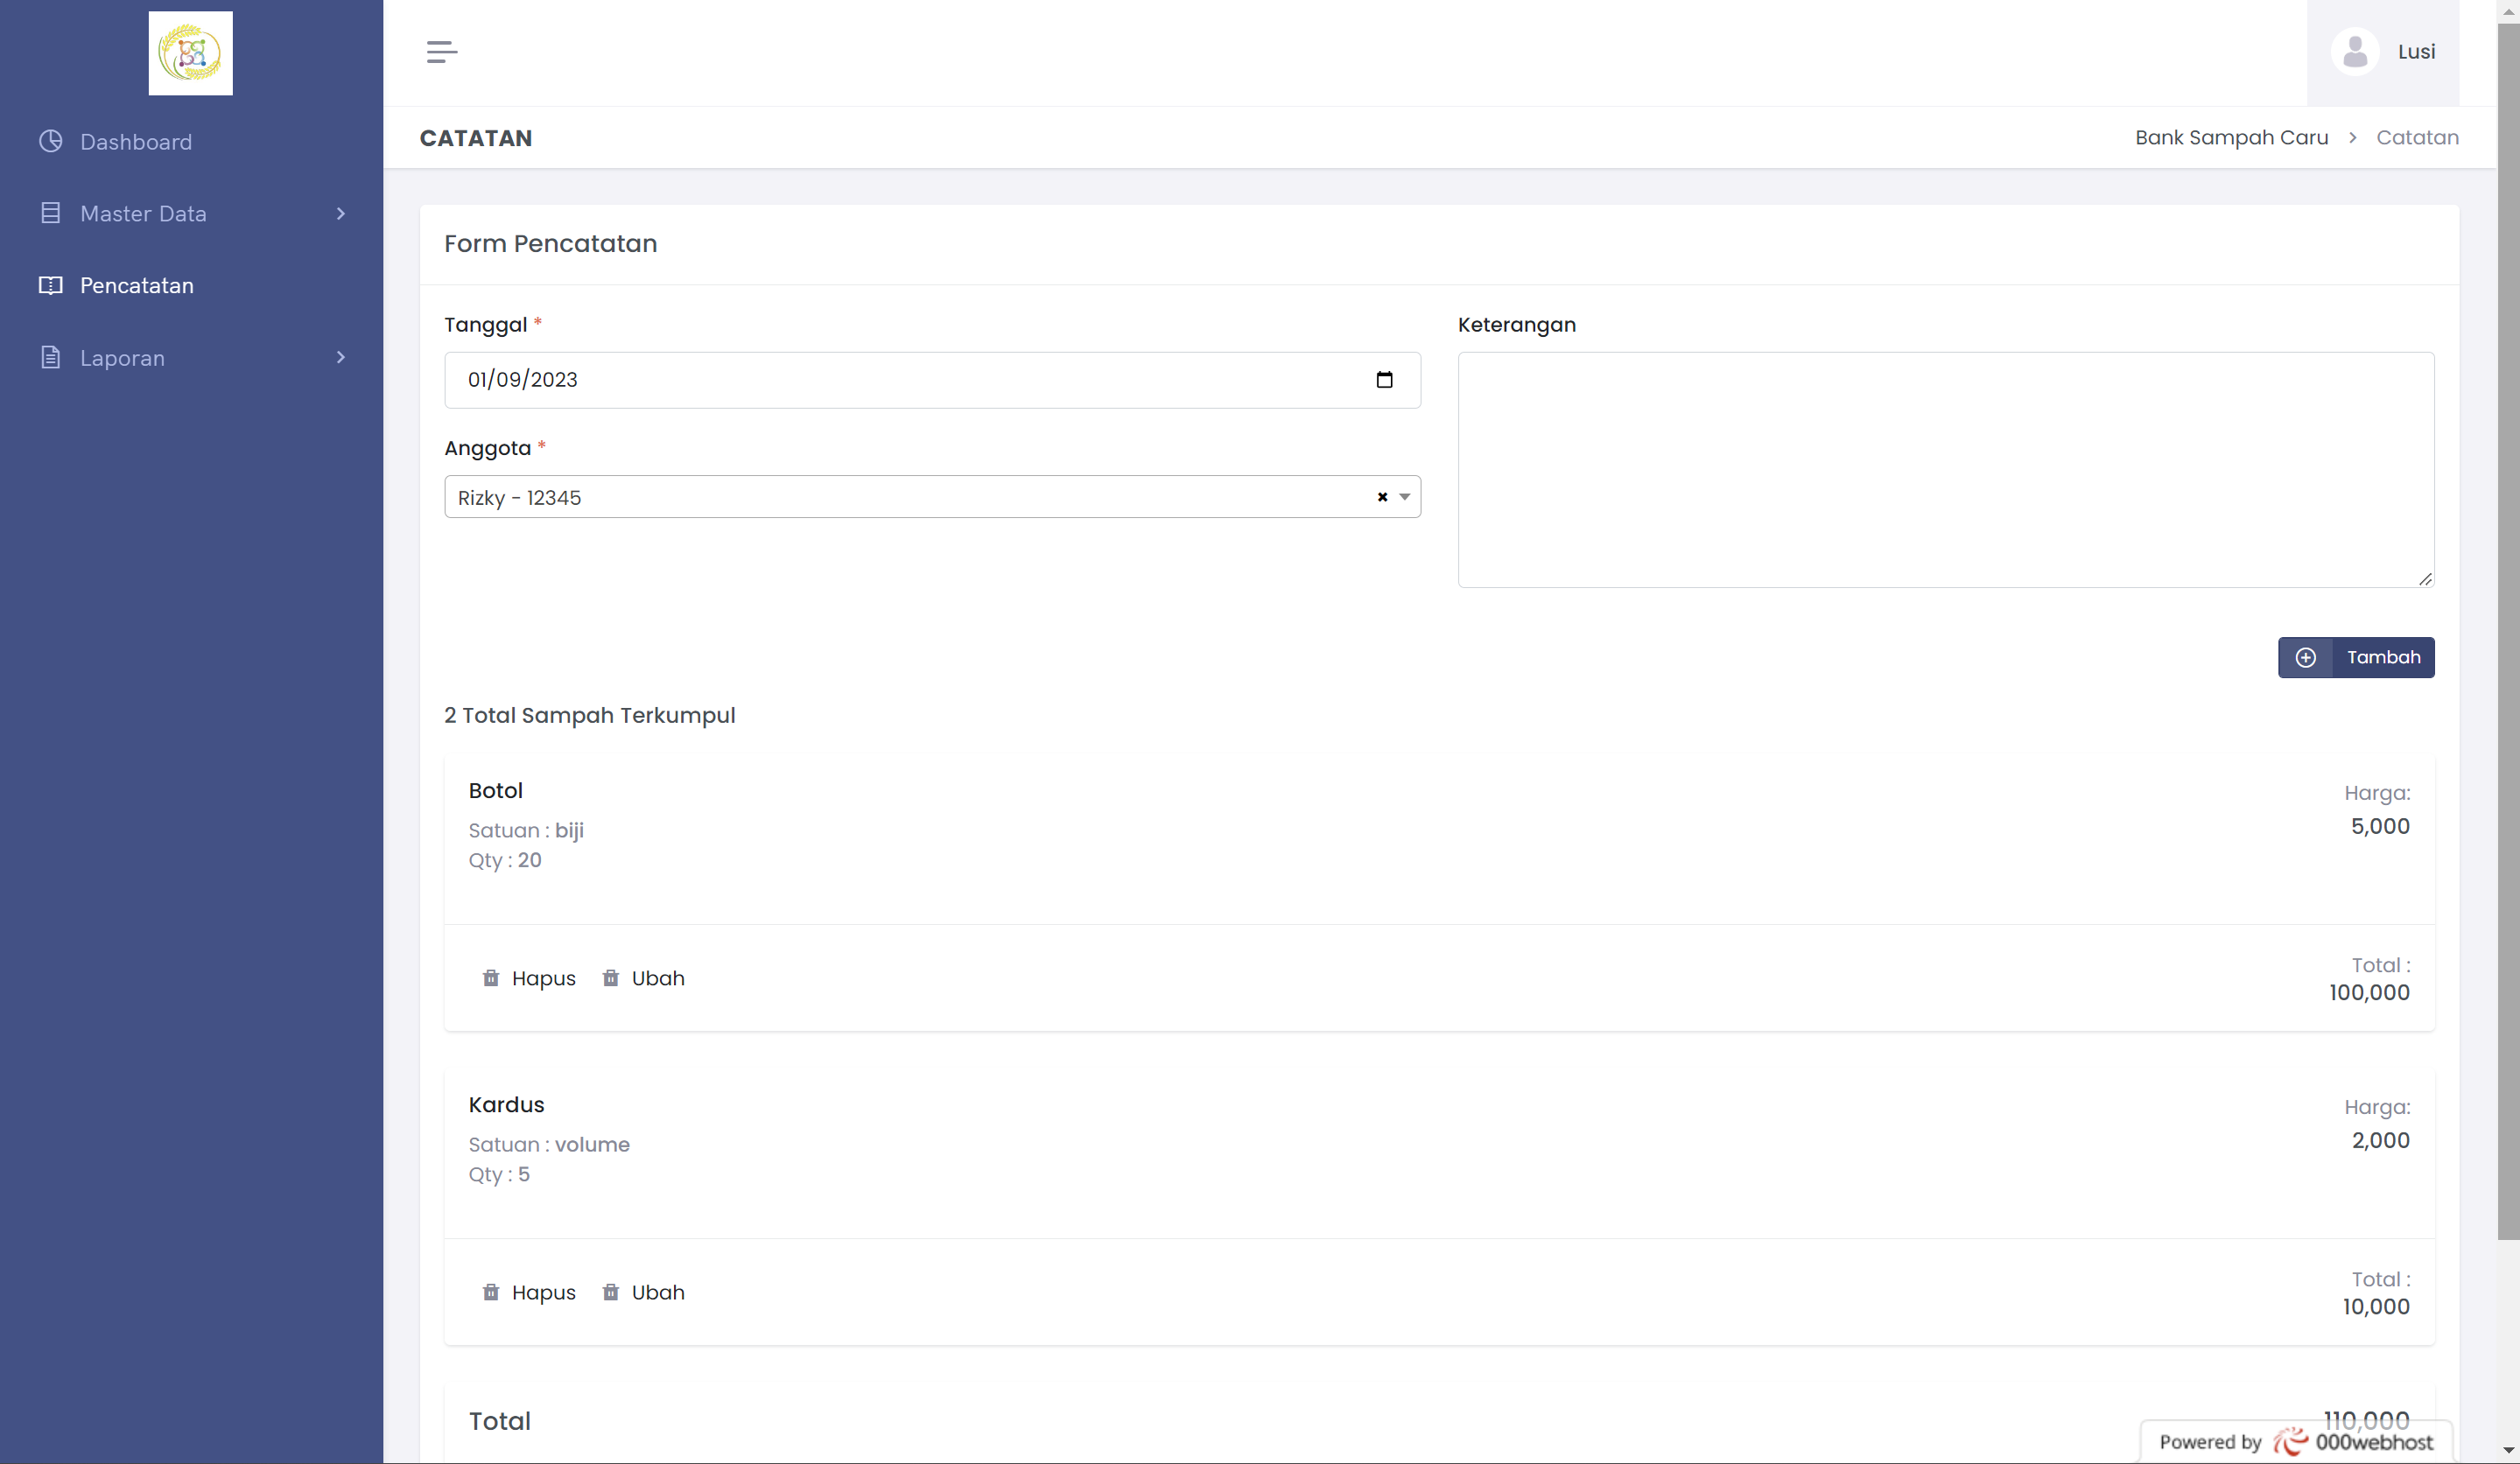 Lusi
Dashboard
Master Data
Pencatatan
Laporan
CATATAN
Bank Sampah Caru > Catatan
Form Pencatatan
Tanggal *
01/09/2023
Anggota *
Rizky - 12345
Keterangan
Tambah
2 Total Sampah Terkumpul
Botol
Satuan : biji
Qty : 20
Harga:
5,000
Hapus Ubah
Total :
100,000
Kardus
Satuan : volume
Qty : 5
Harga:
2,000
Hapus Ubah
Total :
10,000
Total
110,000
Powered by 000webhost